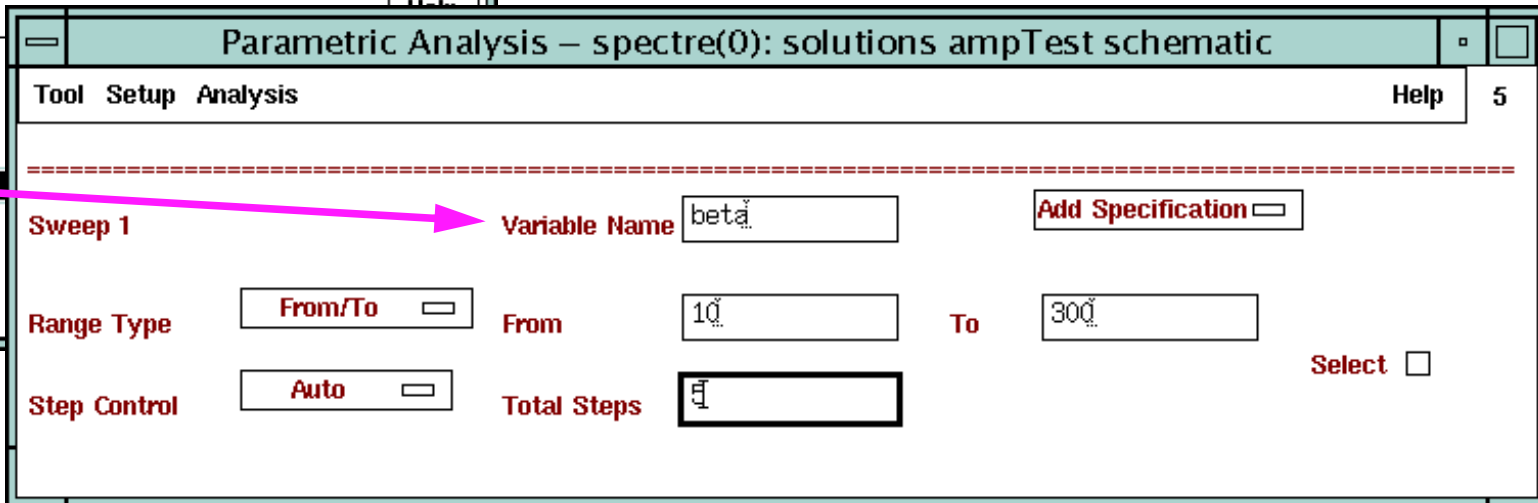 Help
Parametric Analysis – spectre(0): solutions ampTest schematic
Tool Setup Analysis Help 5
================================================================================================
Sweep 1 Variable Name beta Add Specification
Range Type From/To From 10 To 300
Select
Step Control Auto Total Steps 5